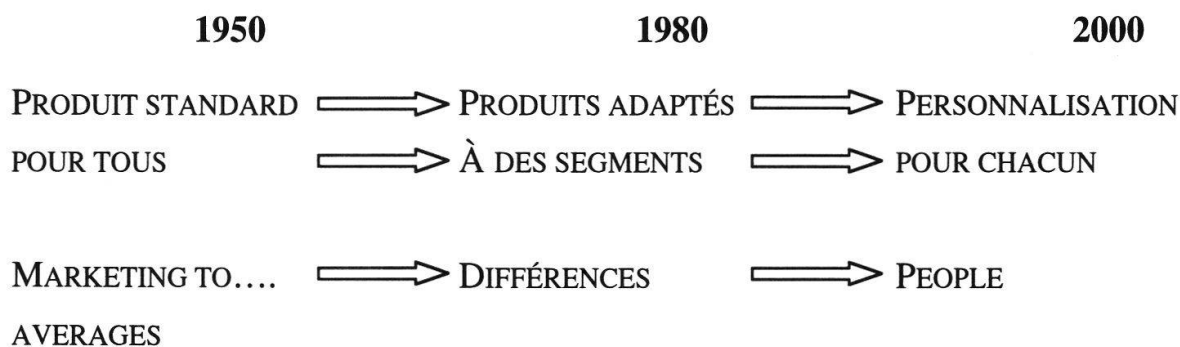 1950 1980 2000
PRODUIT STANDARD PRODUITS ADAPTÉS PERSONNALISATION
POUR TOUS À DES SEGMENTS POUR CHACUN
MARKETING TO…. DIFFÉRENCES PEOPLE
AVERAGES